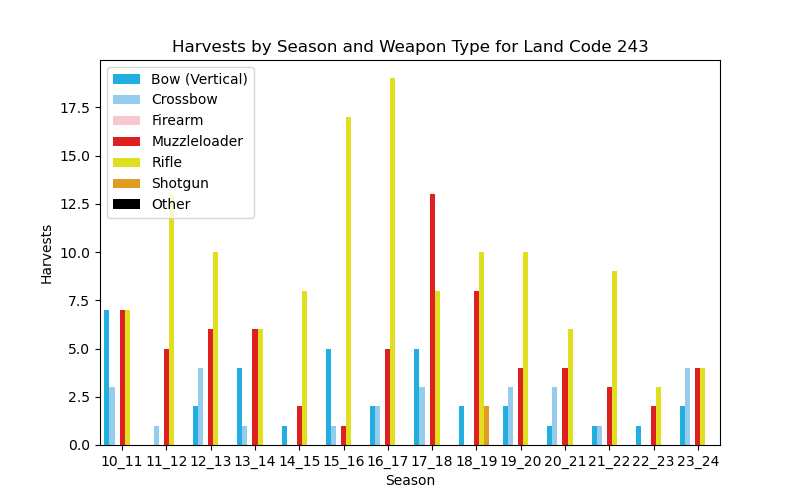 Harvests by Season and Weapon Type for Land Code 243
Bow (Vertical)
Crossbow
Firearm
Muzzleloader
Rifle
Shotgun
Other
17.5
15.0
12.5
10.0
7.5
5.0
2.5
0.0
Harvests
10_11 11_12 12_13 13_14 14_15 15_16 16_17 17_18 18_19 19_20 20_21 21_22 22_23 23_24
Season